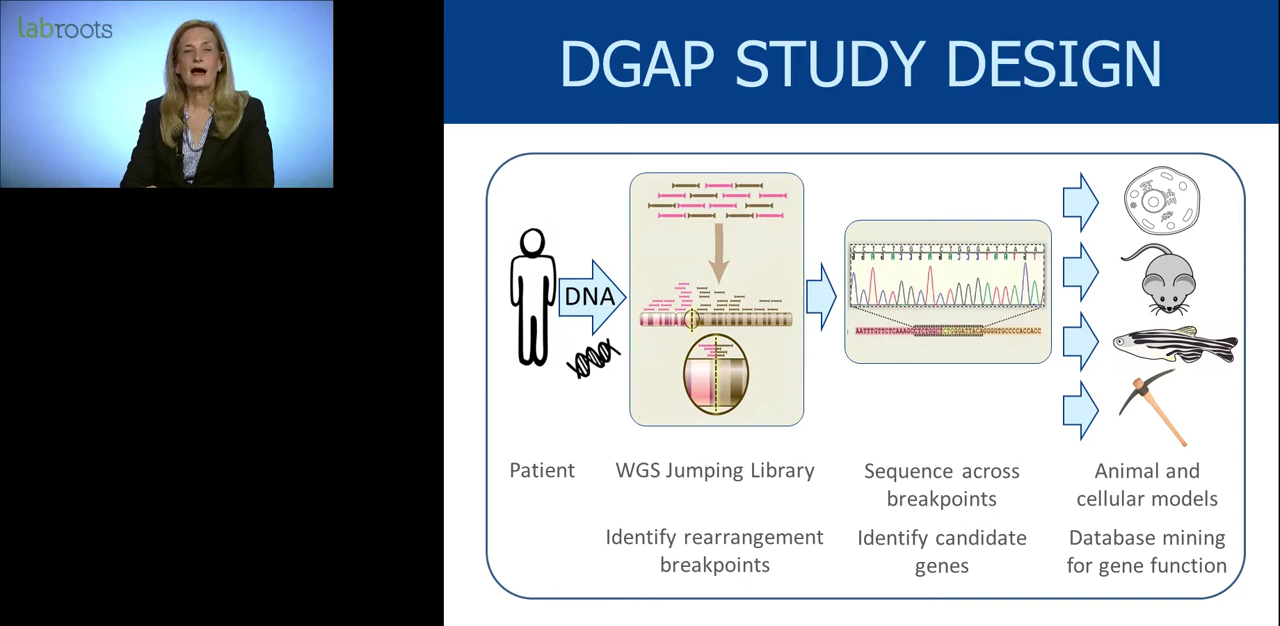 labroots
DGAP STUDY DESIGN
DNA
Patient
WGS Jumping Library
Identify rearrangement
breakpoints
Sequence across
breakpoints
Identify candidate
genes
Animal and
cellular models
Database mining
for gene function